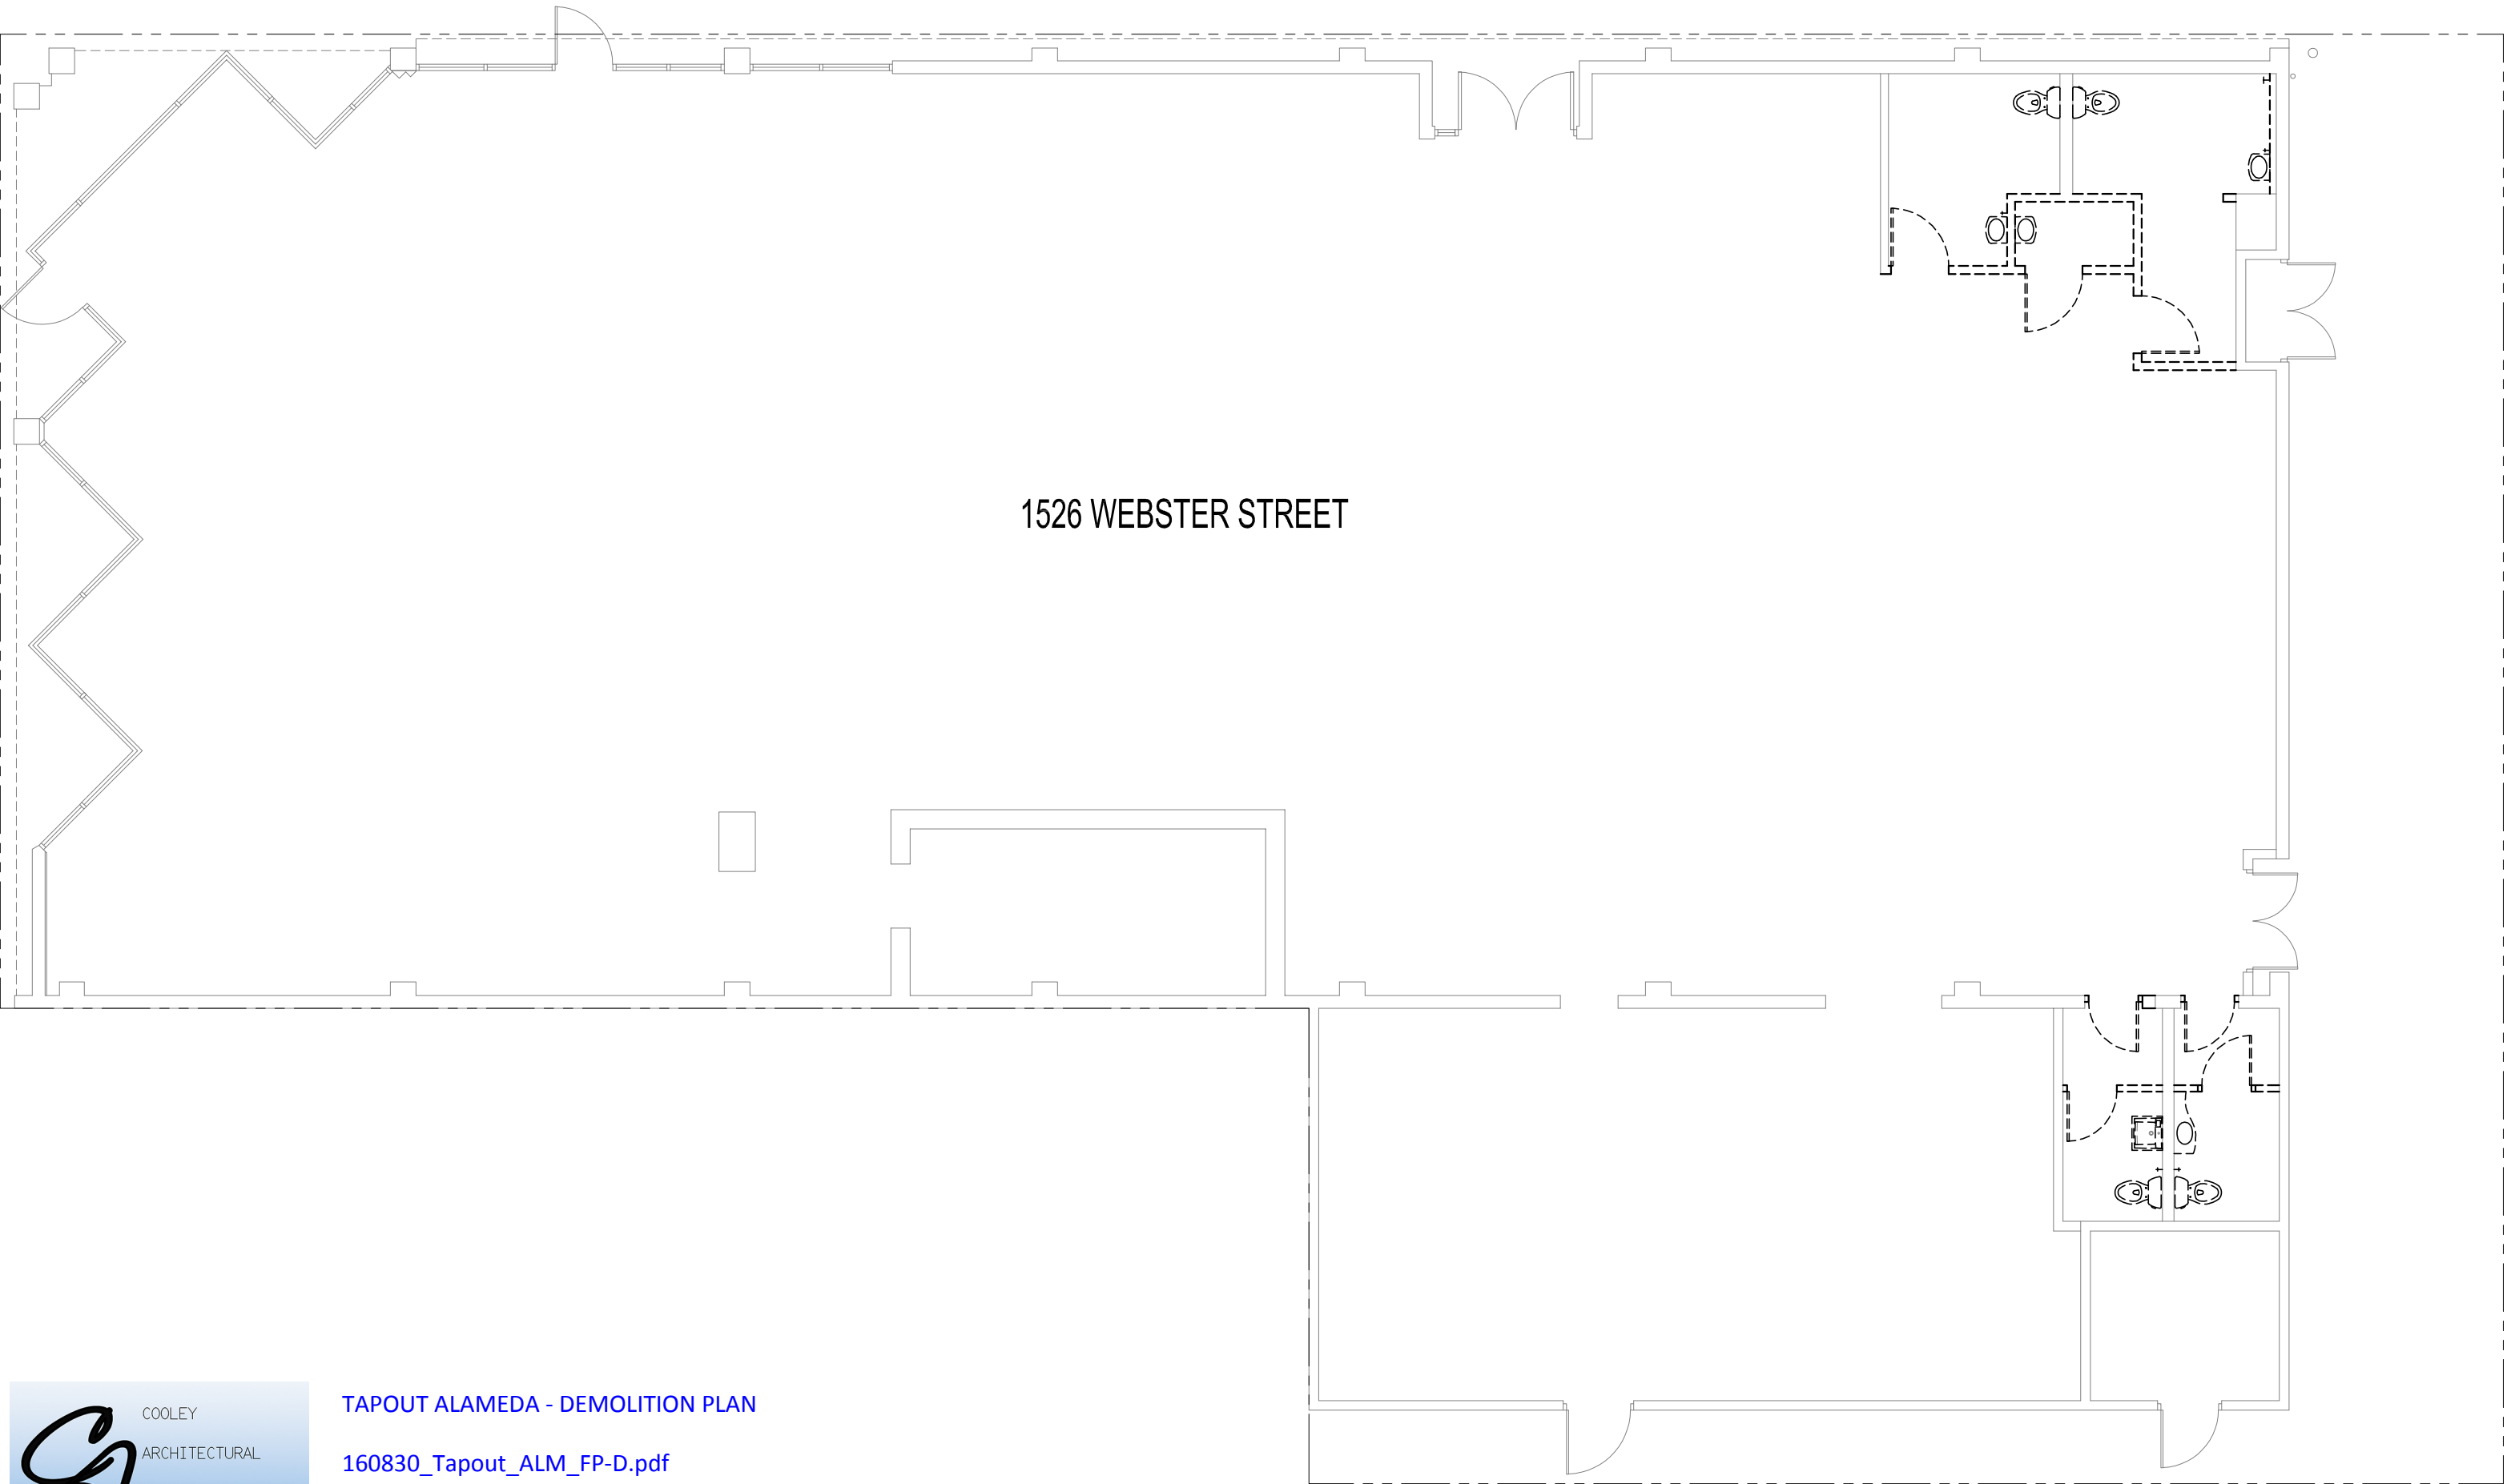 1526 WEBSTER STREET
COOLEY
ARCHITECTURAL
TAPOUT ALAMEDA - DEMOLITION PLAN
160830_Tapout_ALM_FP-D.pdf